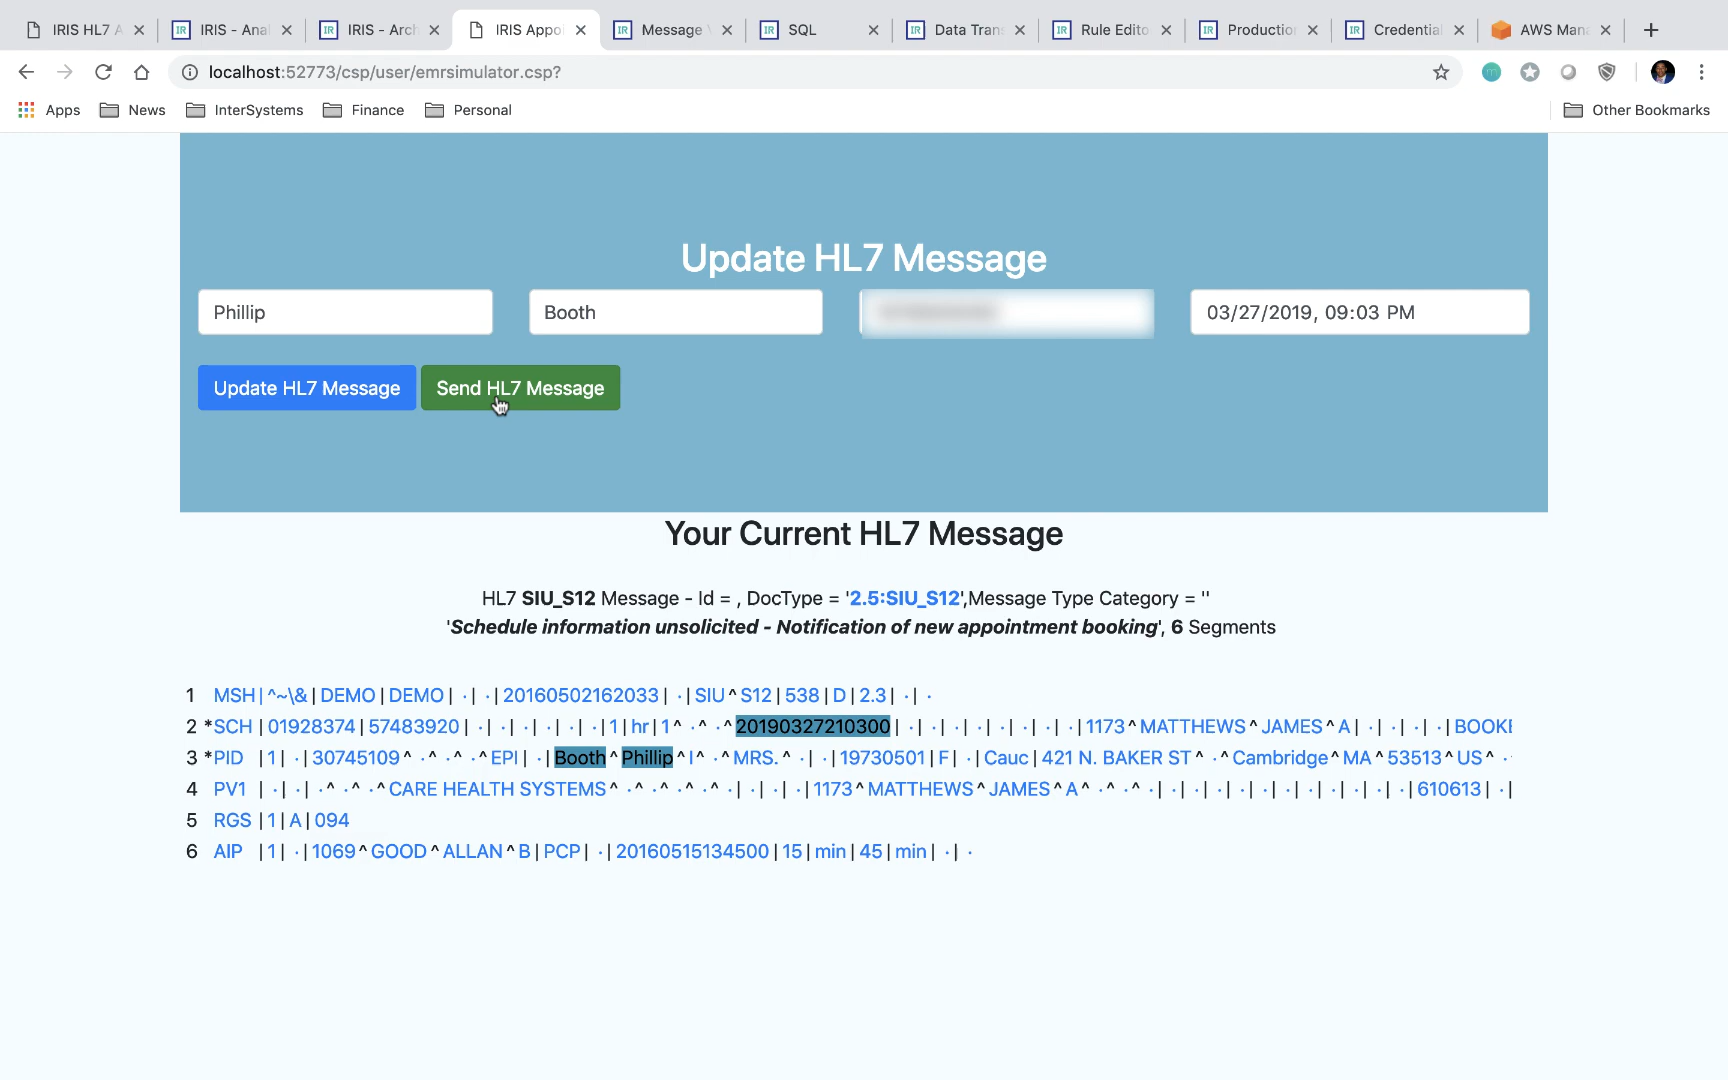 IRIS HL7 A IRIS - Anal IRIS - Arch IRIS Appo Message V SQL Data Trans Rule Edito Production Credential AWS Mana
localhost:52773/csp/user/emrsimulator.csp?
Apps News InterSystems Finance Personal Other Bookmarks
Update HL7 Message
Phillip Booth 03/27/2019, 09:03 PM
Update HL7 Message Send HL7 Message
Your Current HL7 Message
HL7 SIU_S12 Message - Id = , DocType = '2.5:SIU_S12',Message Type Category = ''
'Schedule information unsolicited - Notification of new appointment booking', 6 Segments
1 MSH|^~\&|DEMO|DEMO| ·| ·|20160502162033| ·|SIU^S12|538|D|2.3| ·| ·
2 *SCH |01928374|57483920| ·| ·| ·| ·| ·| ·|1|hr|1^ ·^ ·^20190327210300| ·| ·| ·| ·| ·| ·| ·| ·|1173^MATTHEWS^JAMES^A| ·| ·| ·| ·|BOOKE
3 *PID |1| ·|30745109^ ·^ ·^ ·^EPI| ·|Booth^Phillip^I^ ·^MRS.^ ·| ·|19730501|F| ·|Cauc|421 N. BAKER ST^ ·^Cambridge^MA^53513^US^ ·
4 PV1 | ·| ·| ·^ ·^ ·^CARE HEALTH SYSTEMS^ ·^ ·^ ·^ ·^ ·| ·| ·| ·|1173^MATTHEWS^JAMES^A^ ·^ ·^ ·| ·| ·| ·| ·| ·| ·| ·| ·| ·| ·| ·|610613| ·|
5 RGS |1|A|094
6 AIP |1| ·|1069^GOOD^ALLAN^B|PCP| ·|20160515134500|15|min|45|min| ·| ·